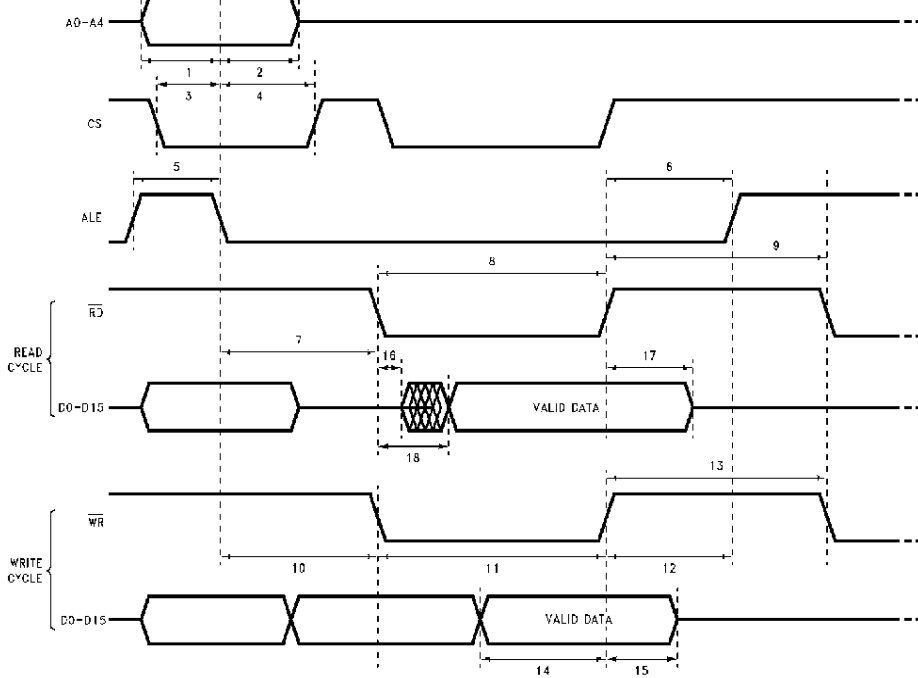 A0-A4
1 2
3 4
CS
5 6
ALE
9
8
RD
7
16 17
READ
CYCLE
D0-D15 VALID DATA
18
13
WR
10 11 12
WRITE
CYCLE
D0-D15 VALID DATA
14 15